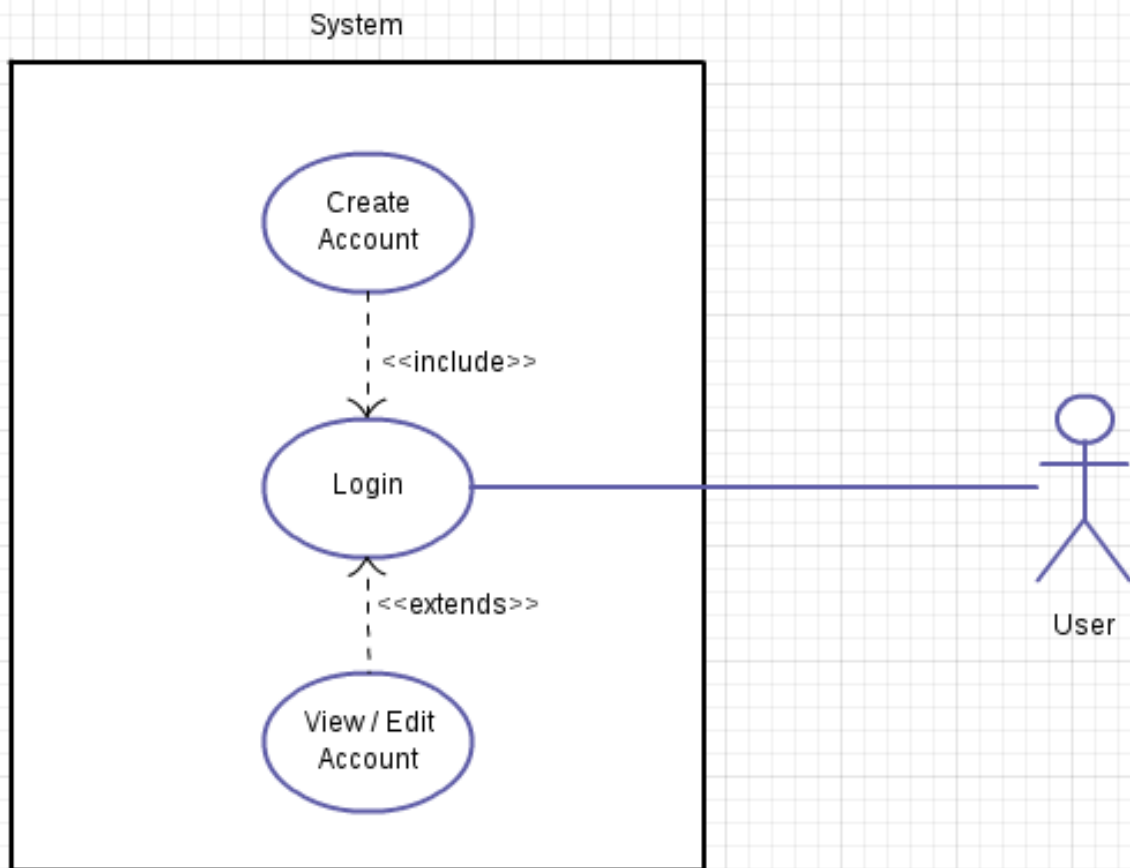 System
Create
Account
<<include>>
Login
<<extends>>
User
View / Edit
Account